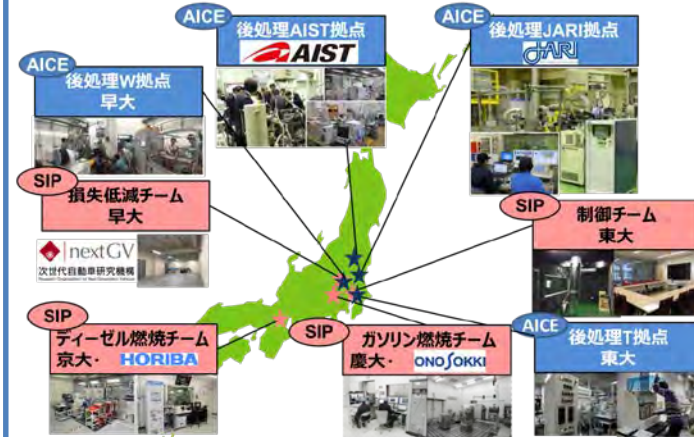 AICE
後処理AIST拠点
AIST
AICE
後処理JARI拠点
JARI
AICE
後処理W拠点
早大
SIP
損失低減チーム
早大
nextGV
次世代自動車研究機構
SIP
制御チーム
東大
SIP
ディーゼル燃焼チーム
京大・ HORIBA
SIP
ガソリン燃焼チーム
慶大・ ONOSOKKI
AICE
後処理T拠点
東大